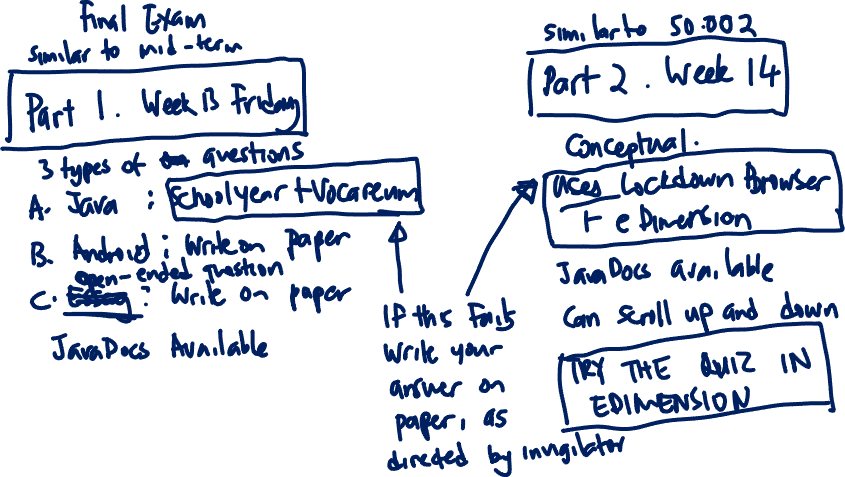 Final Exam
similar to mid-term
Part 1. Week 13 Friday
3 types of questions
A. Java : Schoolyear + Vocareum
B. Android : Write on paper
open-ended question
C. : Write on paper
JavaDocs Available
If this fails
write your
answer on
paper, as
directed by invigilator
similar to 50.002
Part 2. Week 14
Conceptual.
uses Lockdown Browser
+ eDimension
JavaDocs available
can scroll up and down
TRY THE QUIZ IN
EDIMENSION